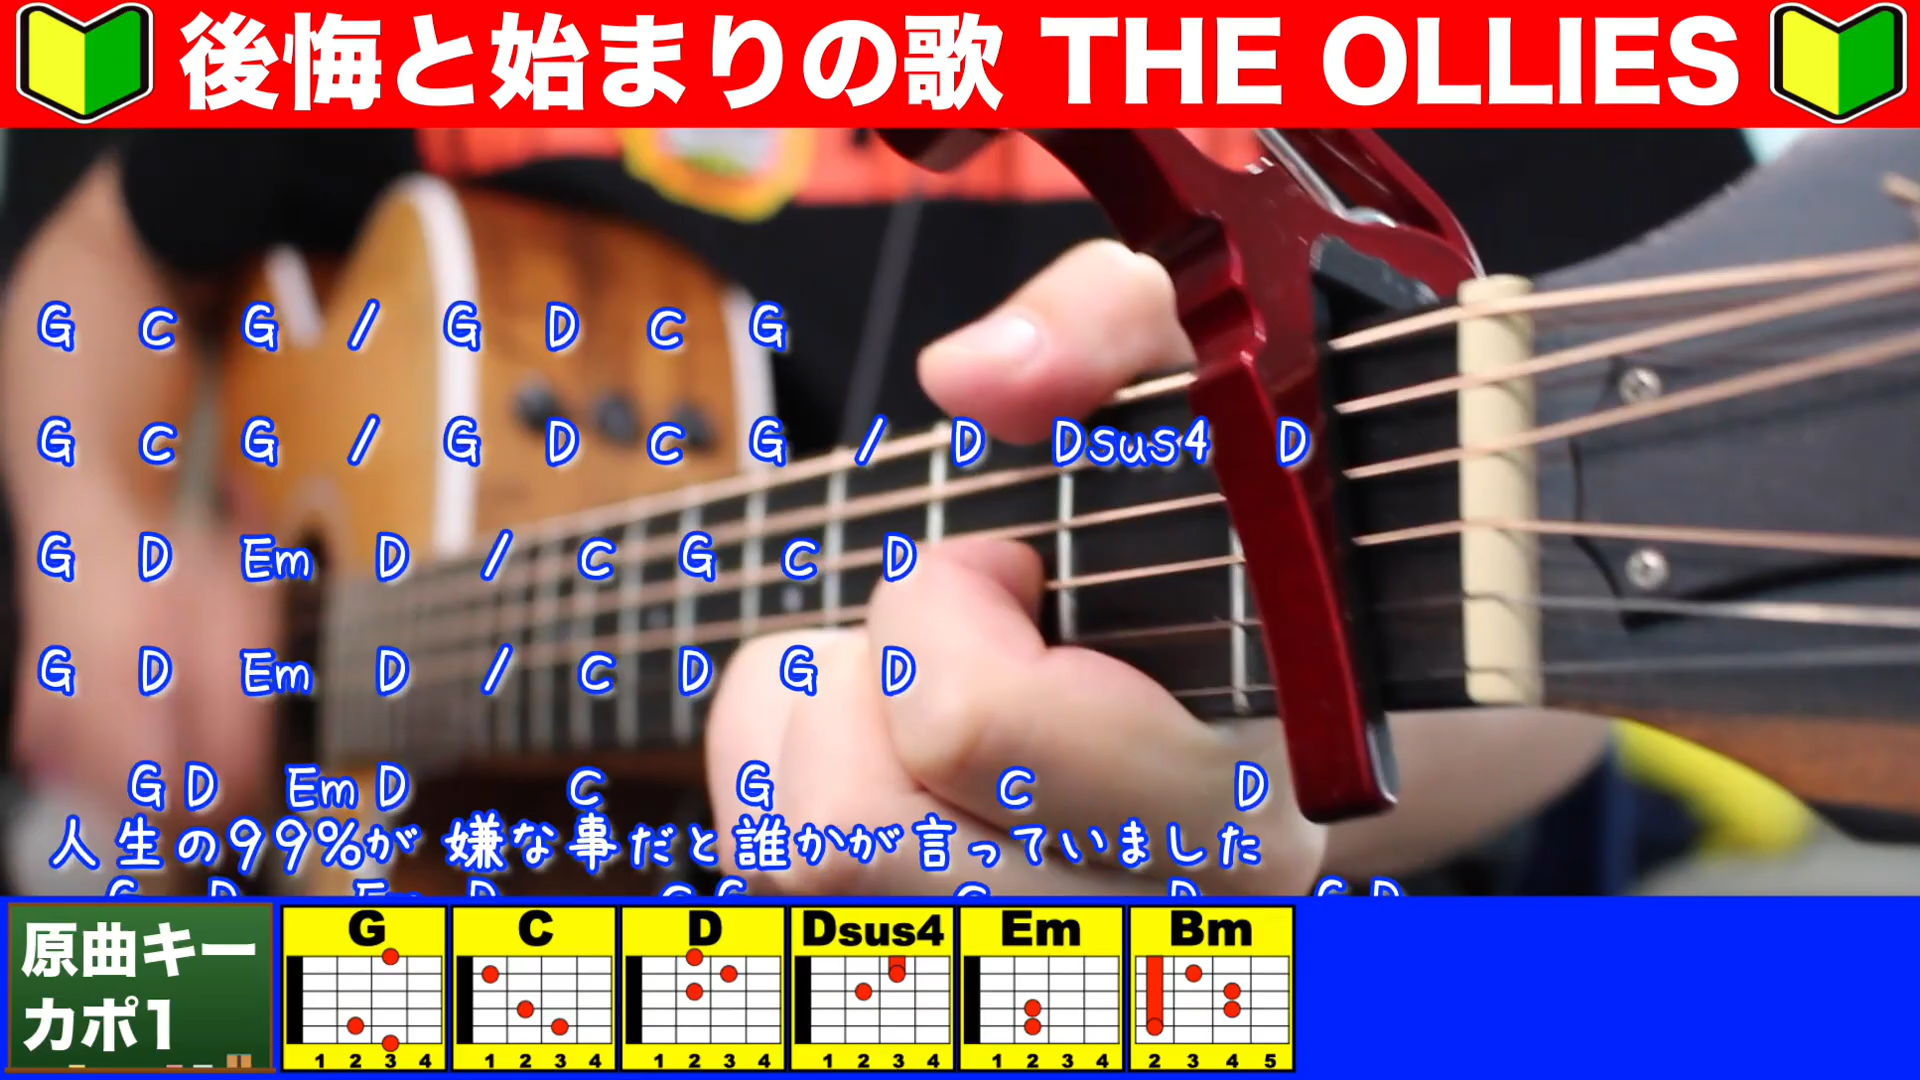 後悔と始まりの歌 THE OLLIES
G C G / G D C G
G C G / G D C G / D Dsus4 D
G D Em D / C G C D
G D Em D / C D G D
G D Em D C G C D
人生の99%が 嫌な事だと誰かが言っていました
G D Em D C G C D G D
原曲キー
カポ1
G C D Dsus4 Em Bm
1 2 3 4 1 2 3 4 1 2 3 4 1 2 3 4 1 2 3 4 2 3 4 5